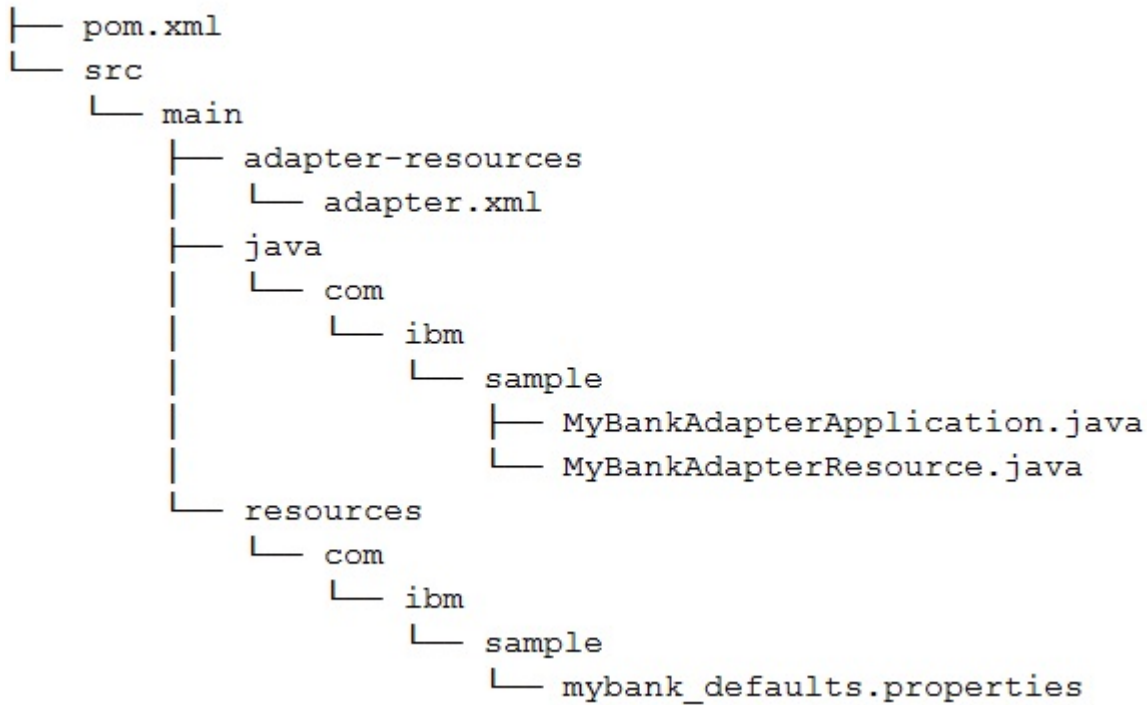 ├── pom.xml
└── src
    └── main
        ├── adapter-resources
        │   └── adapter.xml
        ├── java
        │   └── com
        │       └── ibm
        │           └── sample
        │               ├── MyBankAdapterApplication.java
        │               └── MyBankAdapterResource.java
        └── resources
            └── com
                └── ibm
                    └── sample
                        └── mybank_defaults.properties